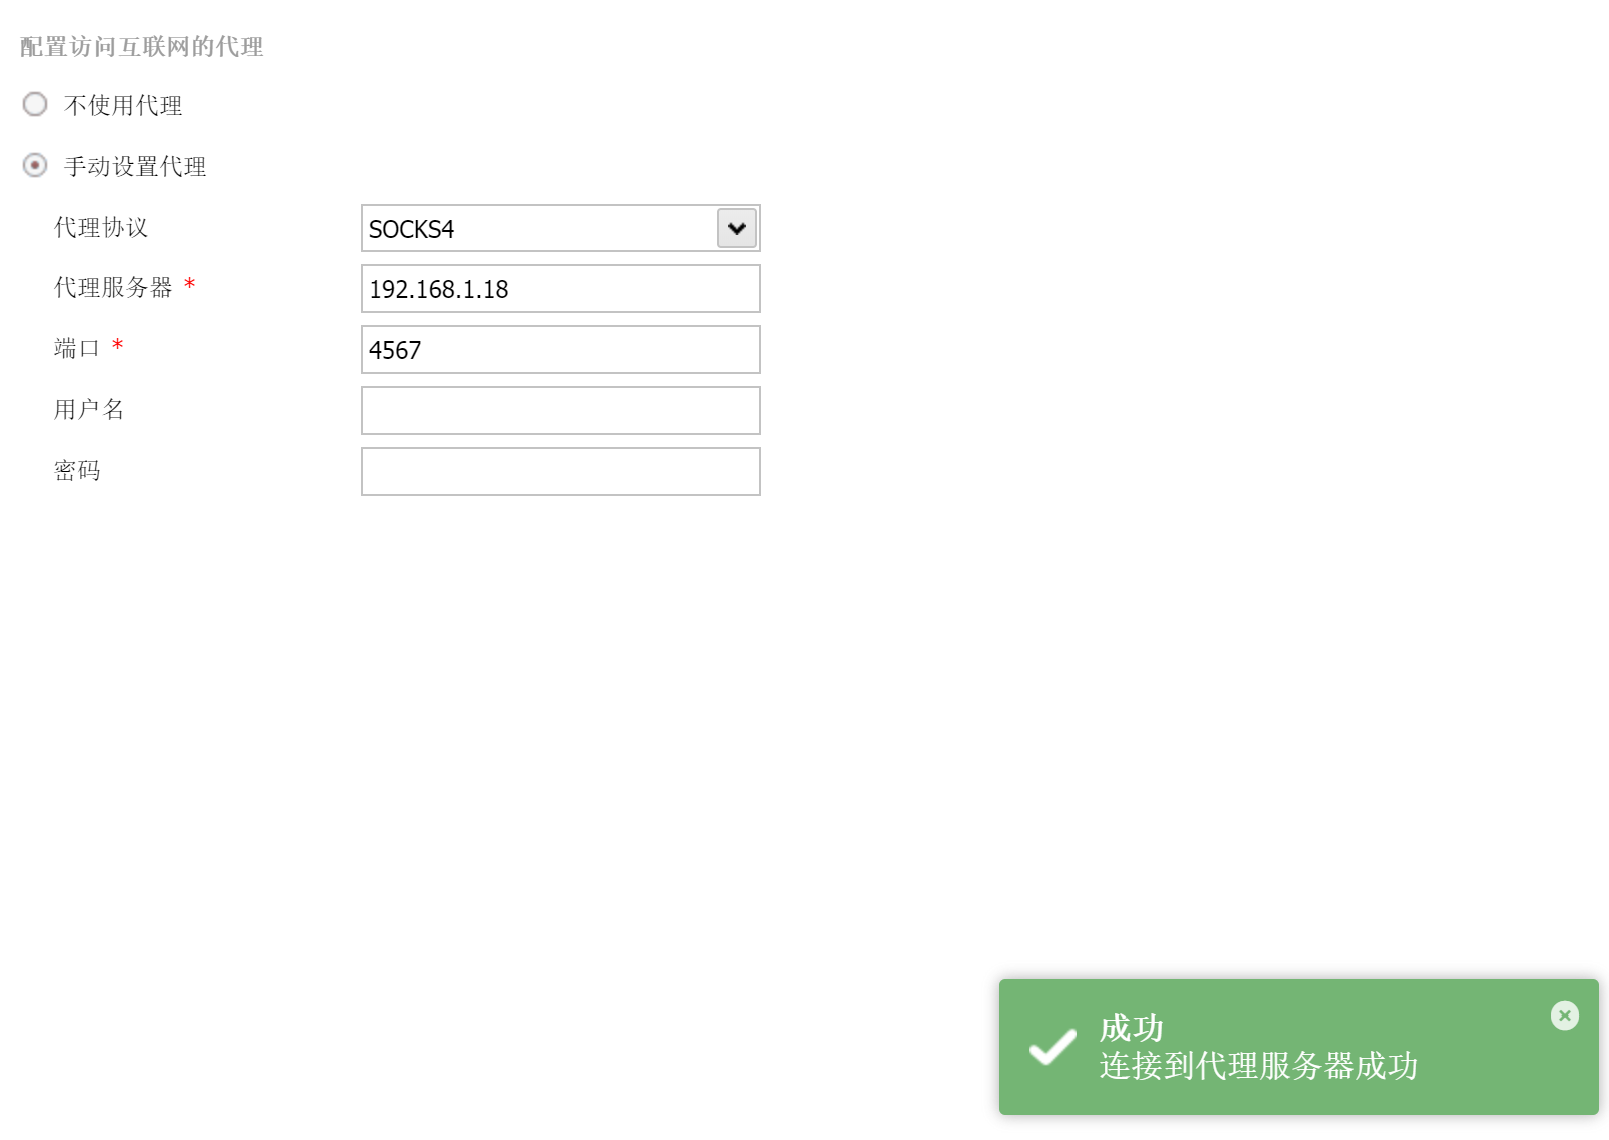 配置访问互联网的代理
不使用代理
手动设置代理
代理协议 SOCKS4
代理服务器 * 192.168.1.18
端口 * 4567
用户名
密码
成功
连接到代理服务器成功